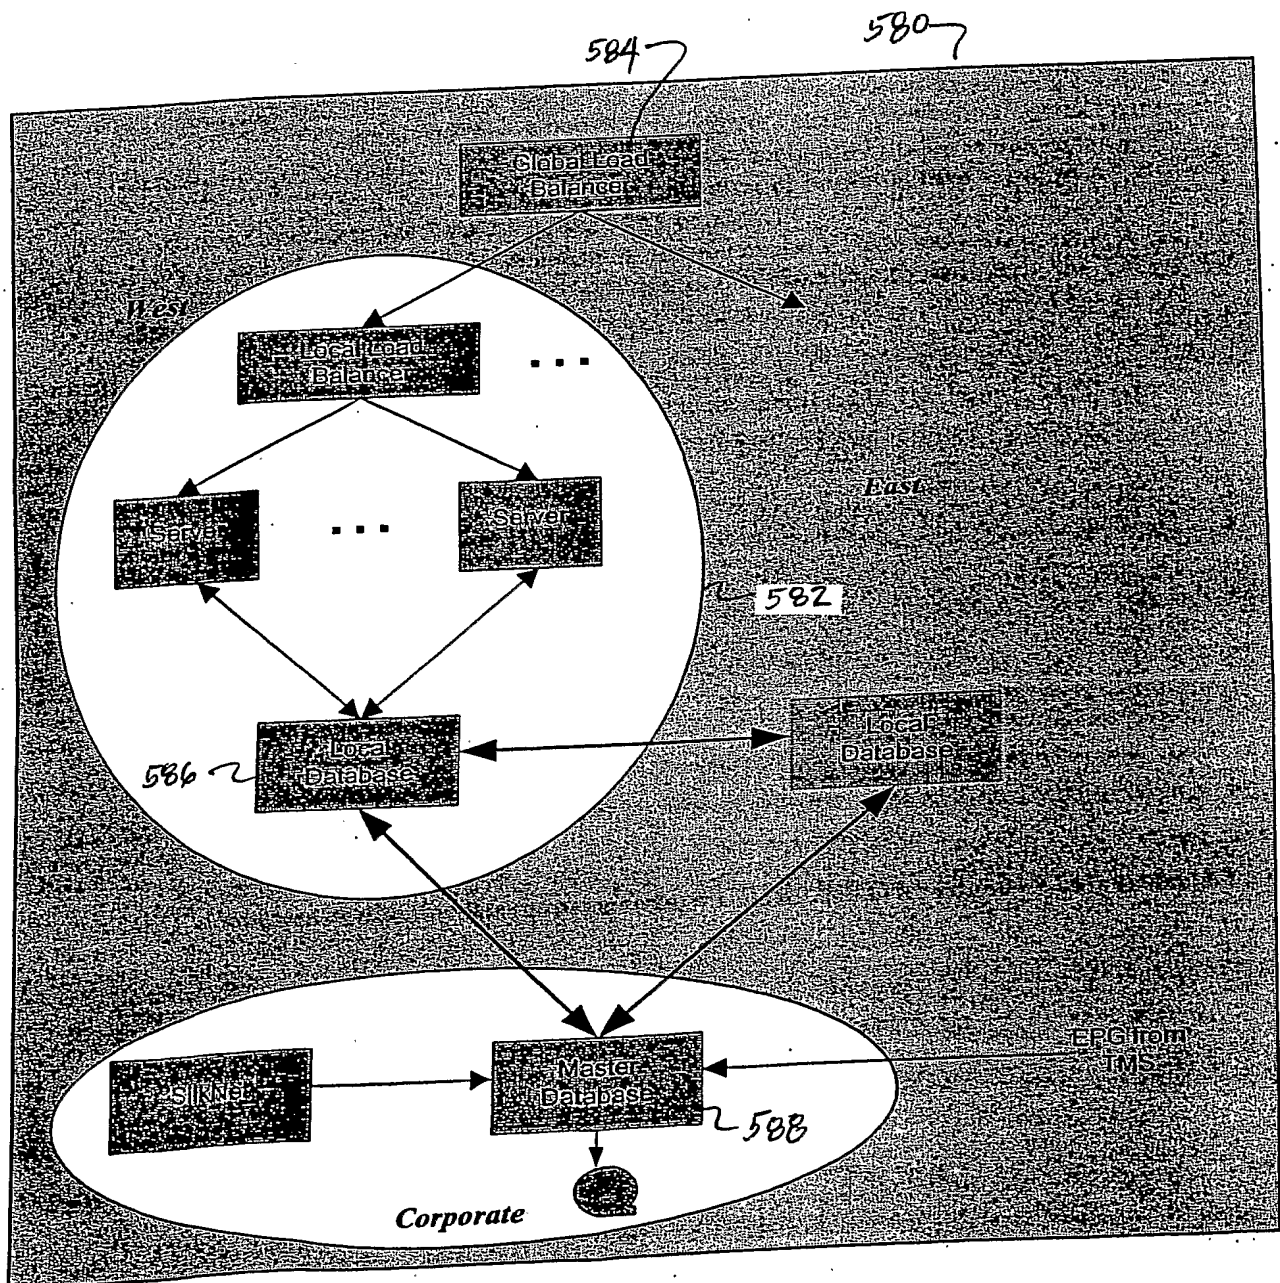 580
584
Global Load
Balancer
West
Local Load
Balancer
East
Server
Server
582
Local
Database
Local
Database
586
EPG from
TMS
SilkNet
Master
Database
588
Corporate